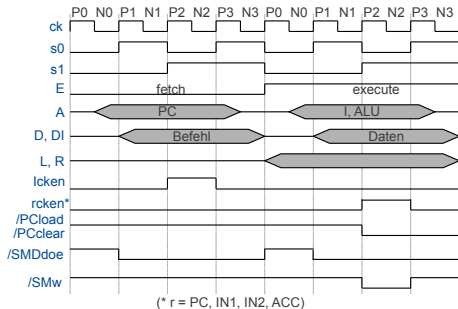 P0 N0 P1 N1 P2 N2 P3 N3 P0 N0 P1 N1 P2 N2 P3 N3
ck
s0
s1
E fetch execute
A PC I, ALU
D, DI Befehl Daten
L, R
Icken
rcken*
/PCload
/PCclear
/SMDdoe
/SMw
(* r = PC, IN1, IN2, ACC)